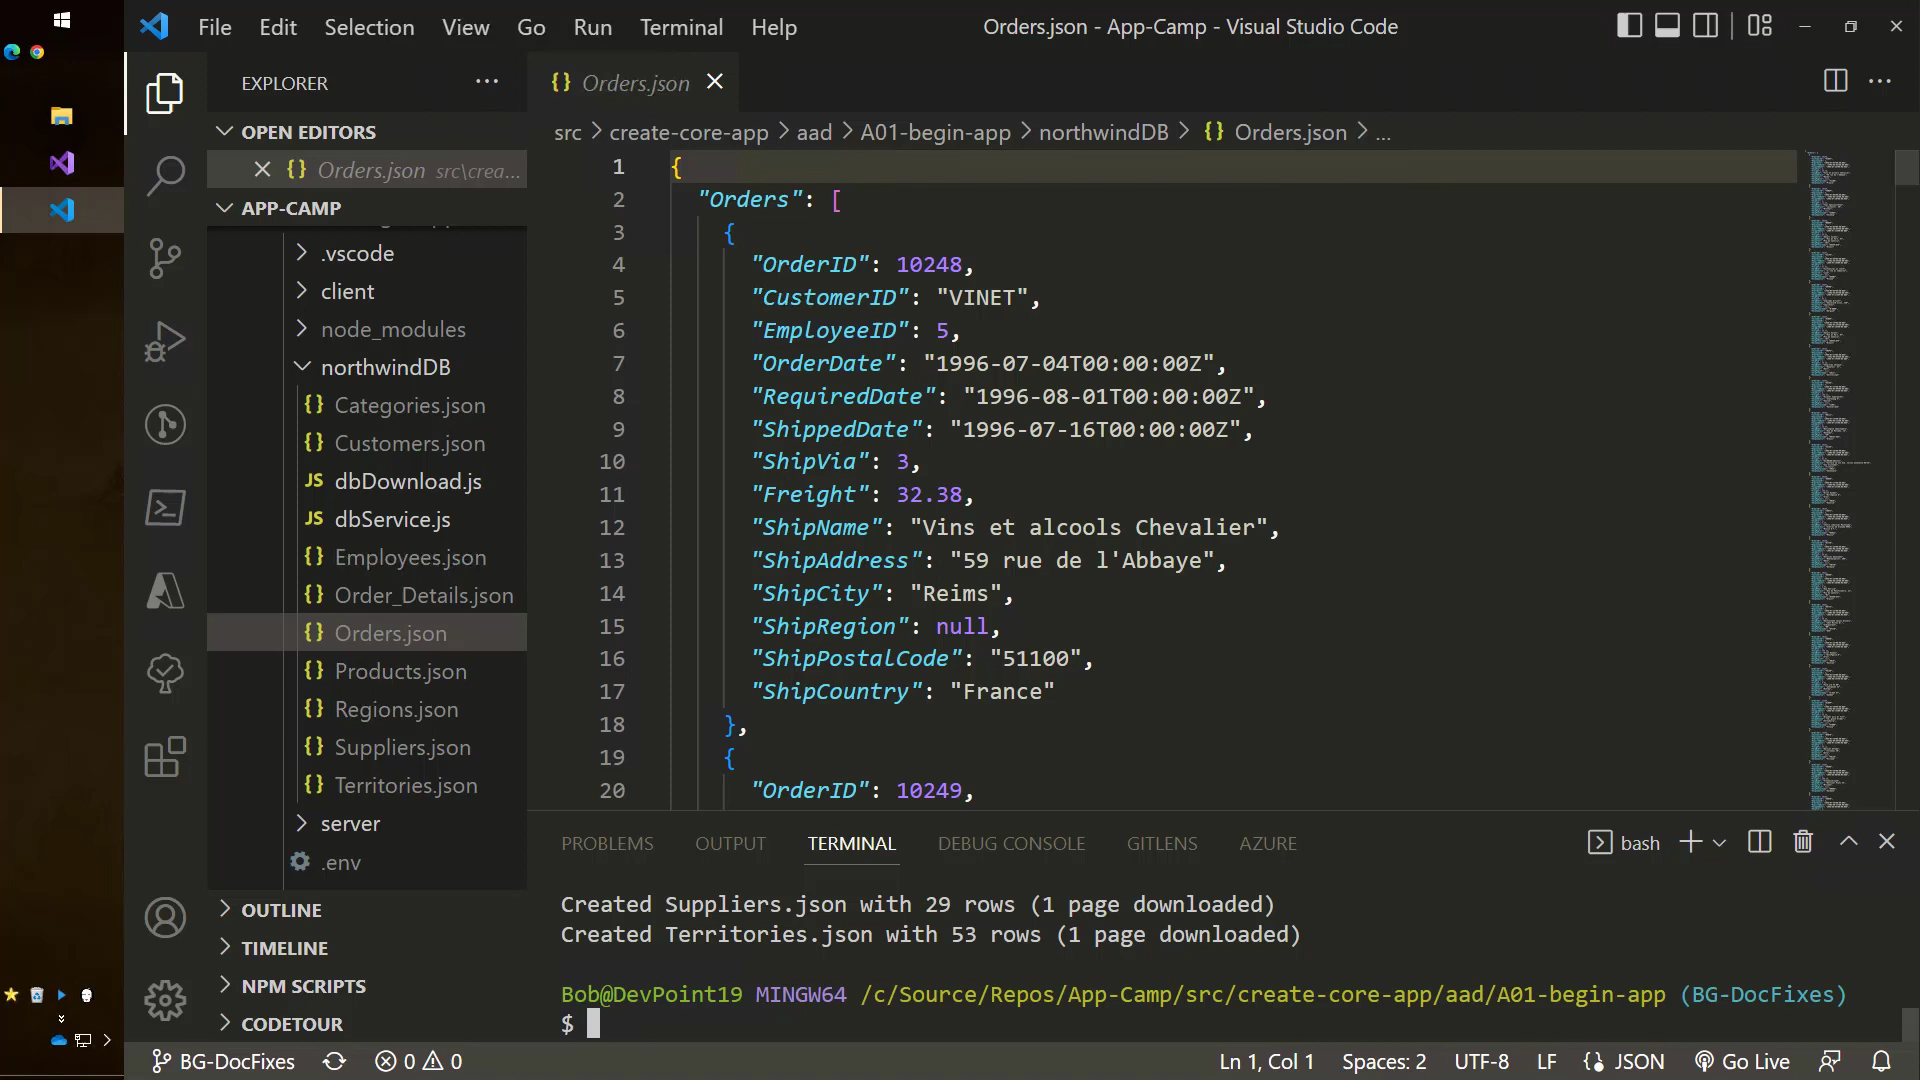 File Edit Selection View Go Run Terminal Help
Orders.json - App-Camp - Visual Studio Code
EXPLORER
OPEN EDITORS
Orders.json src\crea...
APP-CAMP
.vscode
client
node_modules
northwindDB
Categories.json
Customers.json
JS dbDownload.js
JS dbService.js
Employees.json
Order_Details.json
Orders.json
Products.json
Regions.json
Suppliers.json
Territories.json
server
.env
OUTLINE
TIMELINE
NPM SCRIPTS
CODETOUR
{} Orders.json
src > create-core-app > aad > A01-begin-app > northwindDB > {} Orders.json > ...
1 {
2 "Orders": [
3 {
4 "OrderID": 10248,
5 "CustomerID": "VINET",
6 "EmployeeID": 5,
7 "OrderDate": "1996-07-04T00:00:00Z",
8 "RequiredDate": "1996-08-01T00:00:00Z",
9 "ShippedDate": "1996-07-16T00:00:00Z",
10 "ShipVia": 3,
11 "Freight": 32.38,
12 "ShipName": "Vins et alcools Chevalier",
13 "ShipAddress": "59 rue de l'Abbaye",
14 "ShipCity": "Reims",
15 "ShipRegion": null,
16 "ShipPostalCode": "51100",
17 "ShipCountry": "France"
18 },
19 {
20 "OrderID": 10249,
PROBLEMS OUTPUT TERMINAL DEBUG CONSOLE GITLENS AZURE
bash
Created Suppliers.json with 29 rows (1 page downloaded)
Created Territories.json with 53 rows (1 page downloaded)
Bob@DevPoint19 MINGW64 /c/Source/Repos/App-Camp/src/create-core-app/aad/A01-begin-app (BG-DocFixes)
$
BG-DocFixes 0 0 Ln 1, Col 1 Spaces: 2 UTF-8 LF {} JSON Go Live